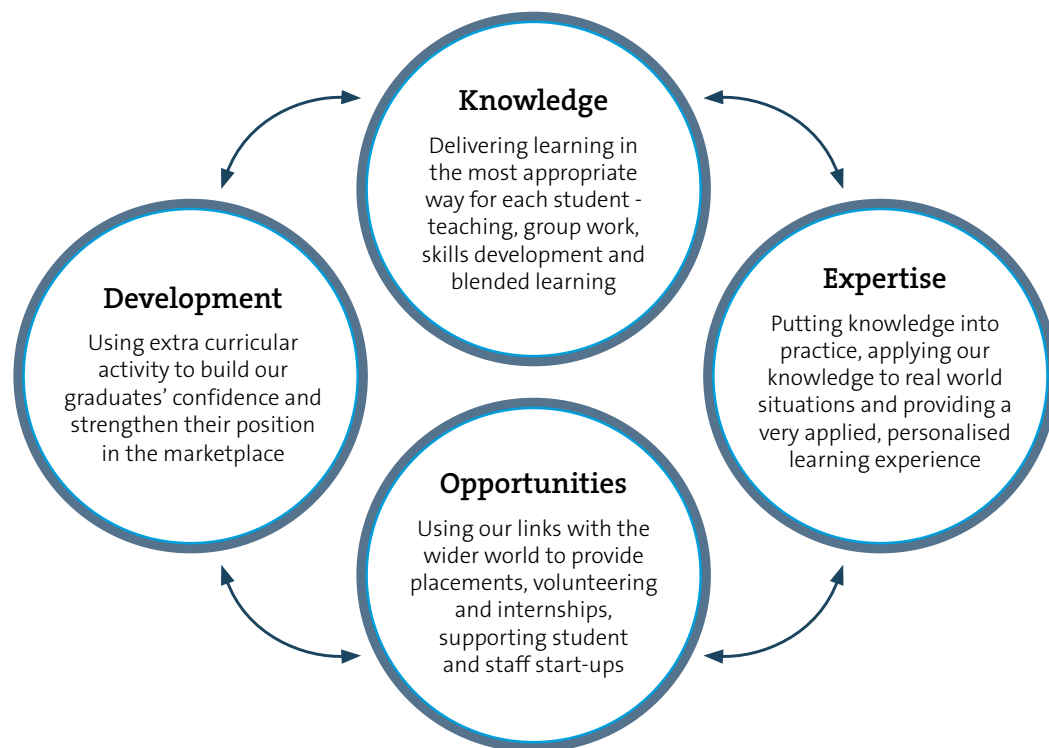 Knowledge
Delivering learning in
the most appropriate
way for each student -
teaching, group work,
skills development and
blended learning
Development
Using extra curricular
activity to build our
graduates’ confidence and
strengthen their position
in the marketplace
Expertise
Putting knowledge into
practice, applying our
knowledge to real world
situations and providing a
very applied, personalised
learning experience
Opportunities
Using our links with the
wider world to provide
placements, volunteering
and internships,
supporting student
and staff start-ups